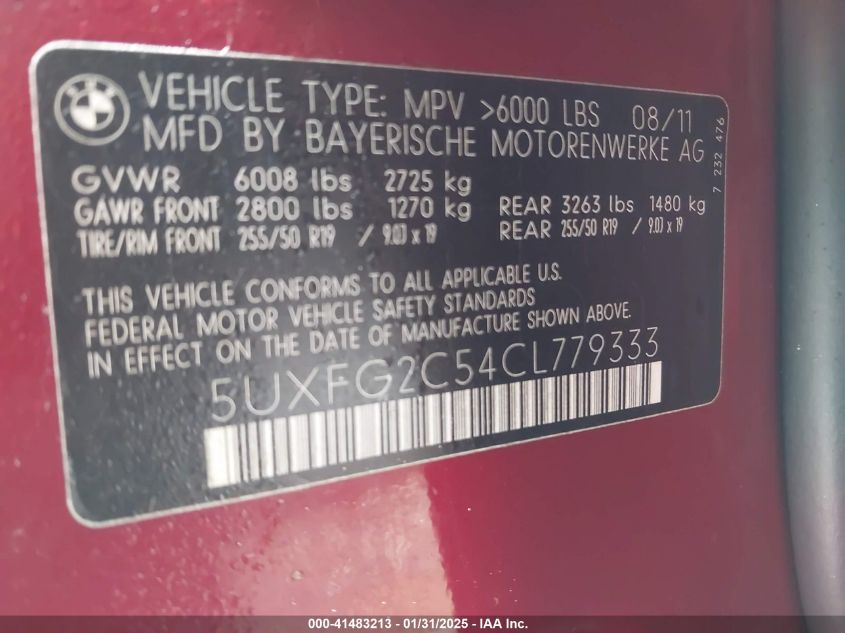 BMW
VEHICLE TYPE: MPV >6000 LBS 08/11
MFD BY BAYERISCHE MOTORENWERKE AG
7 232 476
GVWR 6008 lbs 2725 kg
GAWR FRONT 2800 lbs 1270 kg REAR 3263 lbs 1480 kg
TIRE/RIM FRONT 255/50 R19 / 9.0J x 19 REAR 255/50 R19 / 9.0J x 19
THIS VEHICLE CONFORMS TO ALL APPLICABLE U.S.
FEDERAL MOTOR VEHICLE SAFETY STANDARDS
IN EFFECT ON THE DATE OF MANUFACTURE SHOWN ABOVE.
5UXFG2C54CL779333
000-41483213 - 01/31/2025 - IAAI.com